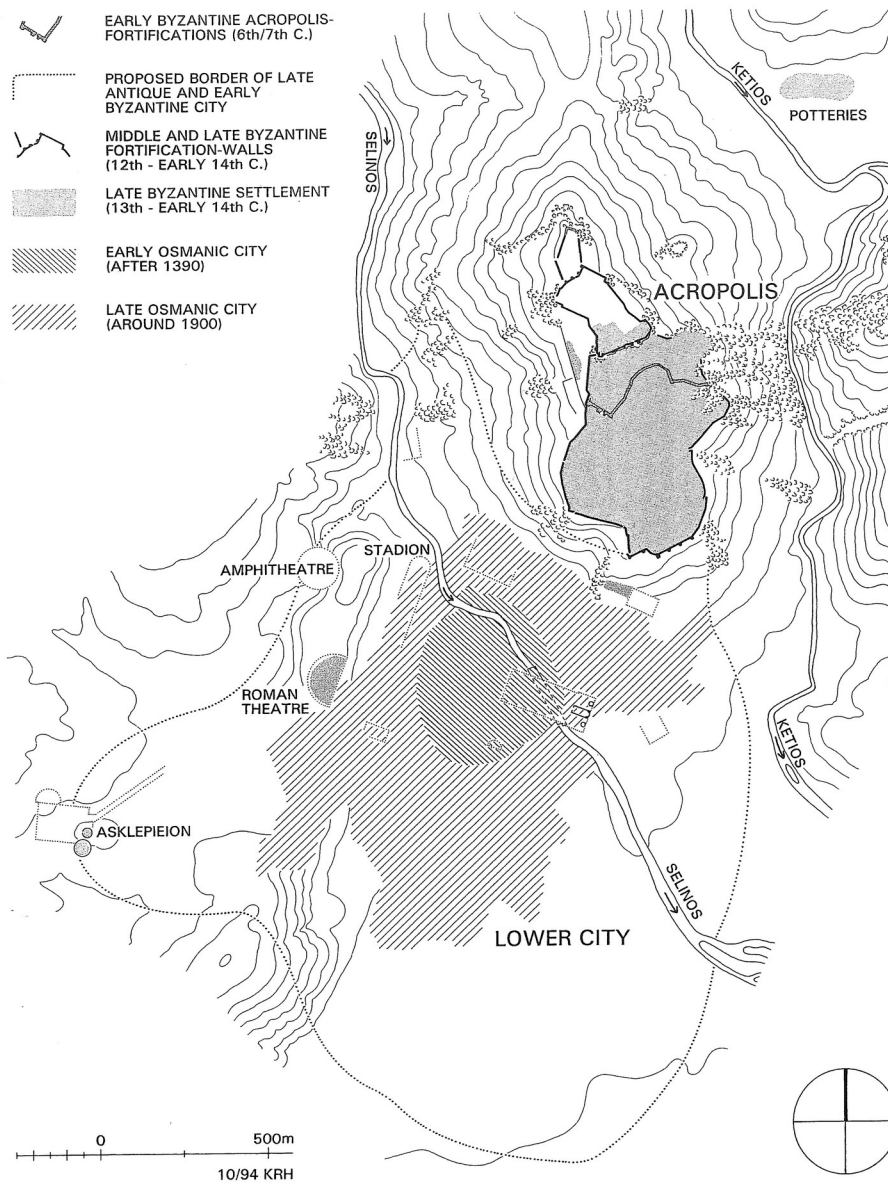 EARLY BYZANTINE ACROPOLIS-
FORTIFICATIONS (6th/7th C.)
PROPOSED BORDER OF LATE
ANTIQUE AND EARLY
BYZANTINE CITY
MIDDLE AND LATE BYZANTINE
FORTIFICATION-WALLS
(12th - EARLY 14th C.)
LATE BYZANTINE SETTLEMENT
(13th - EARLY 14th C.)
EARLY OSMANIC CITY
(AFTER 1390)
LATE OSMANIC CITY
(AROUND 1900)
SELINOS
KETIOS
POTTERIES
ACROPOLIS
AMPHITHEATRE
STADION
ROMAN
THEATRE
KETIOS
ASKLEPIEION
SELINOS
LOWER CITY
0 500m
10/94 KRH